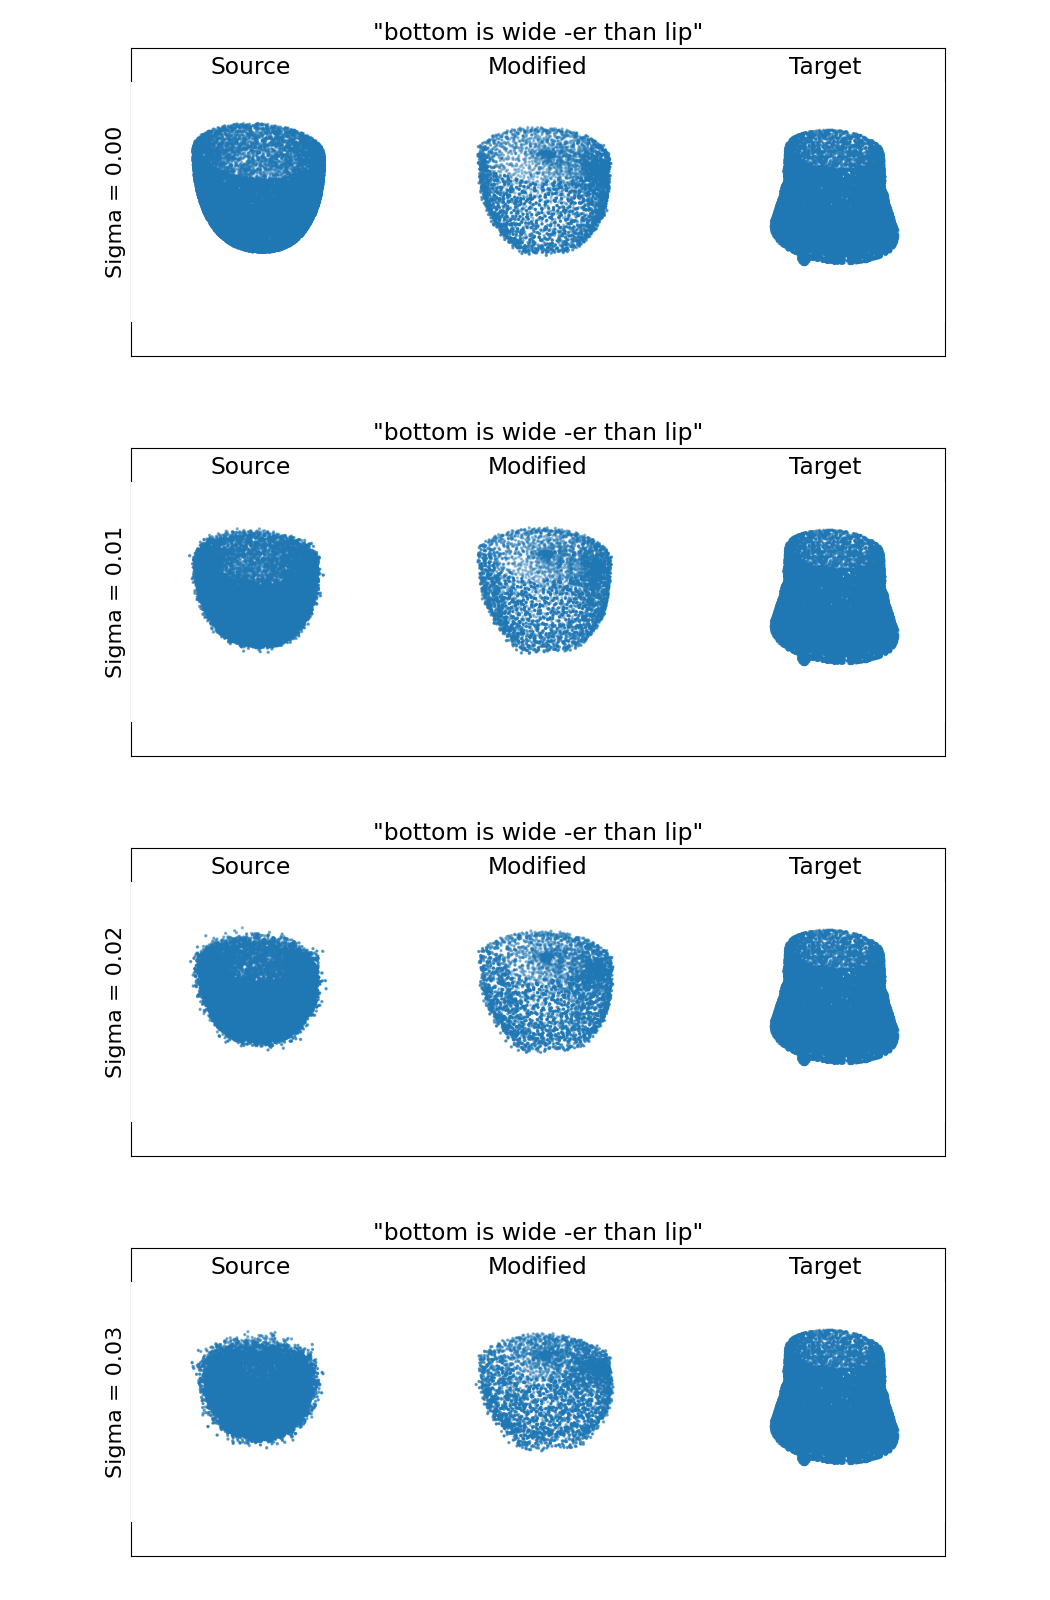 "bottom is wide -er than lip"
Source Modified Target
Sigma = 0.00
"bottom is wide -er than lip"
Source Modified Target
Sigma = 0.01
"bottom is wide -er than lip"
Source Modified Target
Sigma = 0.02
"bottom is wide -er than lip"
Source Modified Target
Sigma = 0.03